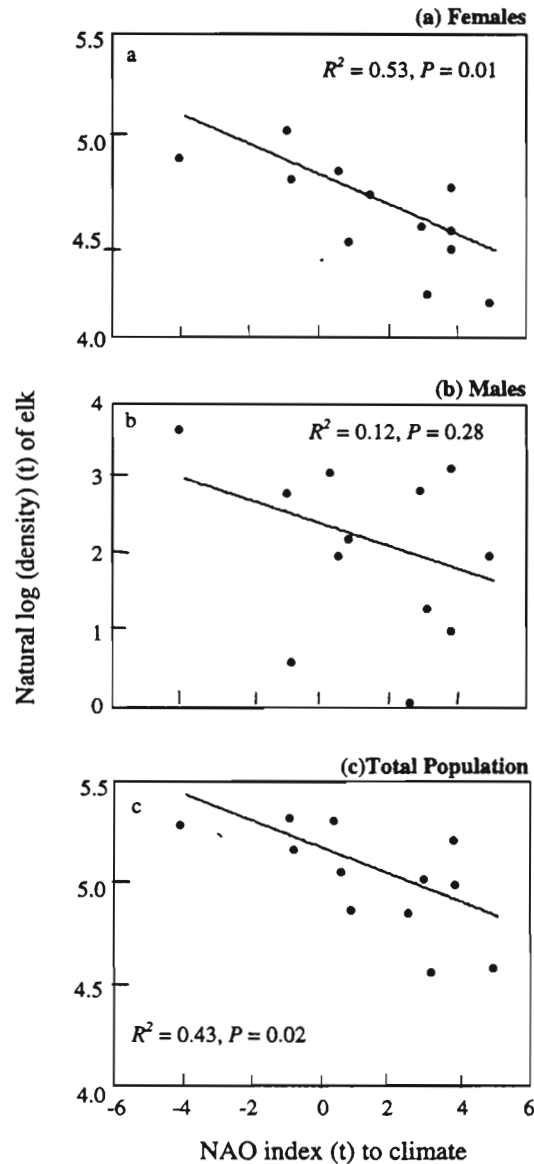 (a) Females
5.5
a
R² = 0.53, P = 0.01
5.0
4.5
4.0
(b) Males
4
b
R² = 0.12, P = 0.28
3
2
1
0
Natural log (density) (t) of elk
(c)Total Population
5.5
c
5.0
4.5
R² = 0.43, P = 0.02
4.0
-6 -4 -2 0 2 4 6
NAO index (t) to climate